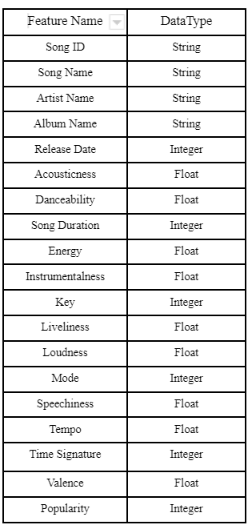 Feature Name DataType
Song ID String
Song Name String
Artist Name String
Album Name String
Release Date Integer
Acousticness Float
Danceability Float
Song Duration Integer
Energy Float
Instrumentalness Float
Key Integer
Liveliness Float
Loudness Float
Mode Integer
Speechiness Float
Tempo Float
Time Signature Integer
Valence Float
Popularity Integer